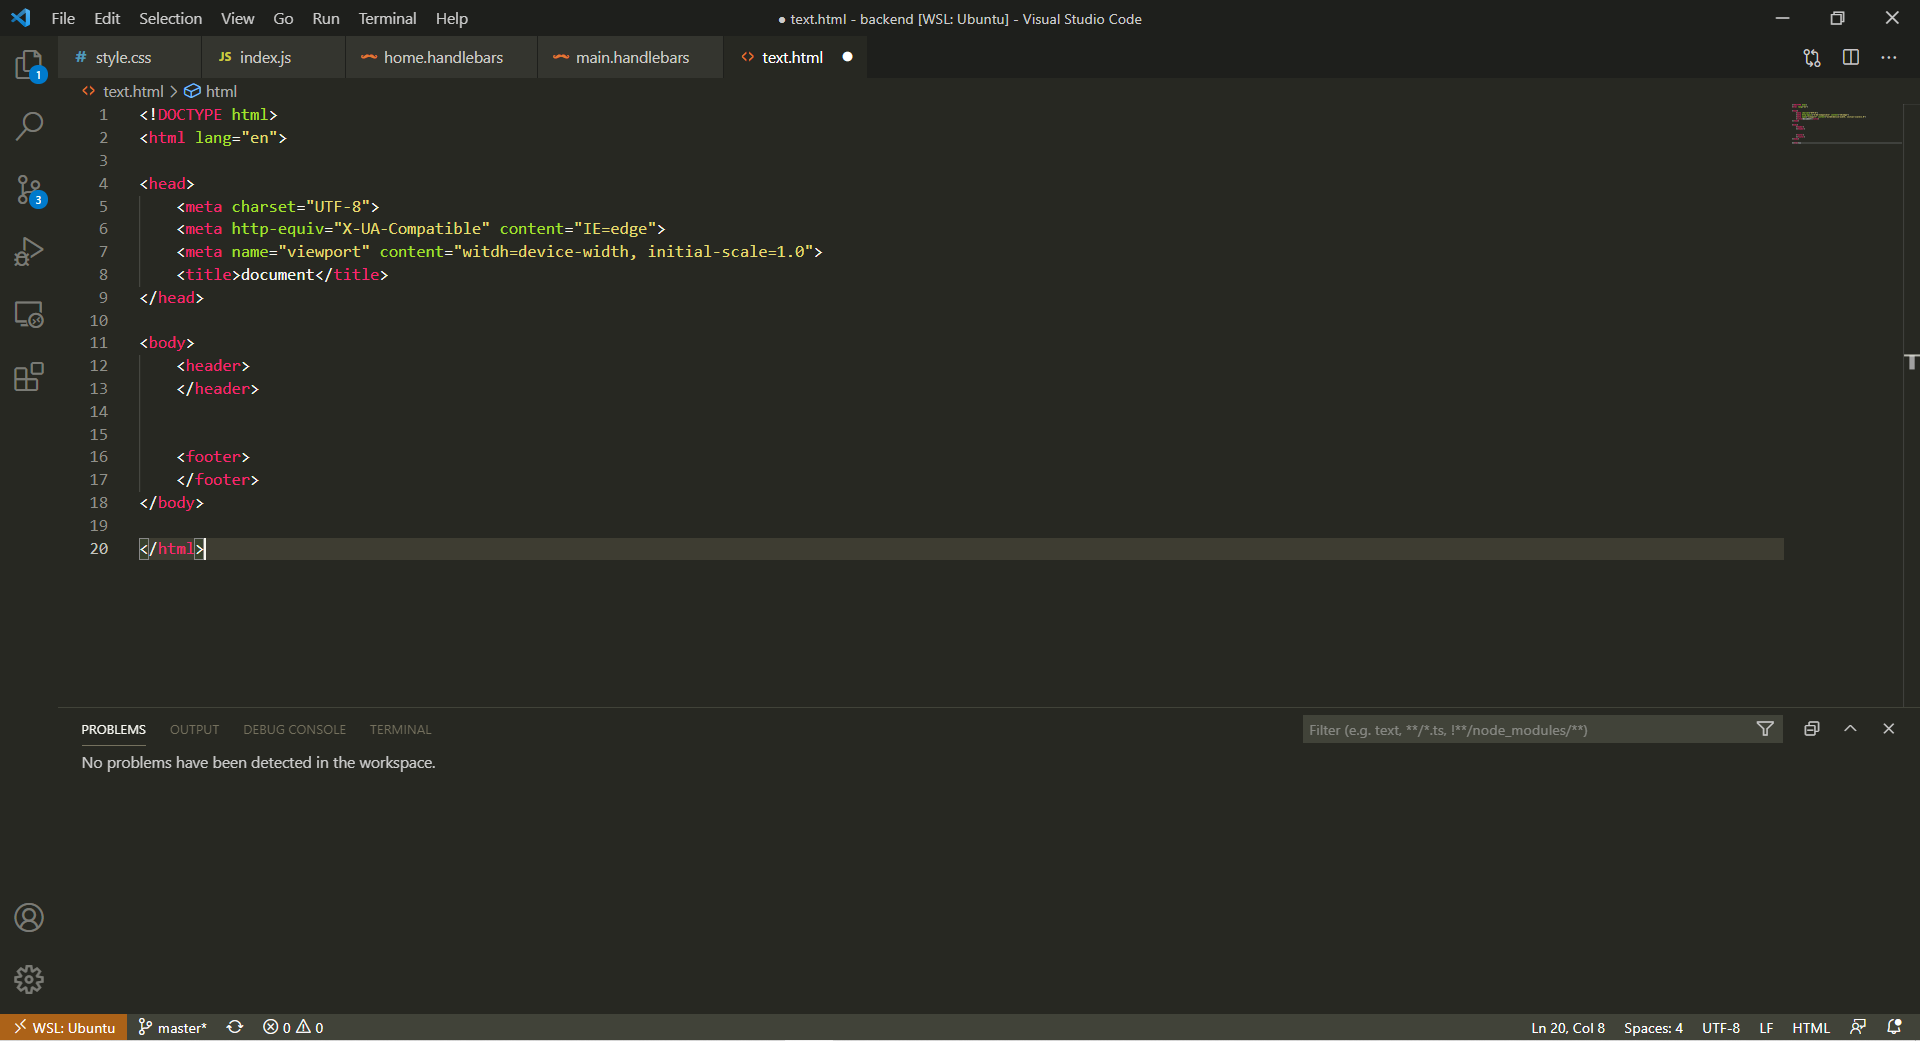 File Edit Selection View Go Run Terminal Help
● text.html - backend [WSL: Ubuntu] - Visual Studio Code
# style.css
JS index.js
home.handlebars
main.handlebars
<> text.html ●
<> text.html > html
1 <!DOCTYPE html>
2 <html lang="en">
3
4 <head>
5     <meta charset="UTF-8">
6     <meta http-equiv="X-UA-Compatible" content="IE=edge">
7     <meta name="viewport" content="witdh=device-width, initial-scale=1.0">
8     <title>document</title>
9 </head>
10
11 <body>
12     <header>
13     </header>
14
15
16     <footer>
17     </footer>
18 </body>
19
20 </html>
1
3
T
PROBLEMS OUTPUT DEBUG CONSOLE TERMINAL
Filter (e.g. text, **/*.ts, !**/node_modules/**)
No problems have been detected in the workspace.
WSL: Ubuntu master* 0 0
Ln 20, Col 8 Spaces: 4 UTF-8 LF HTML